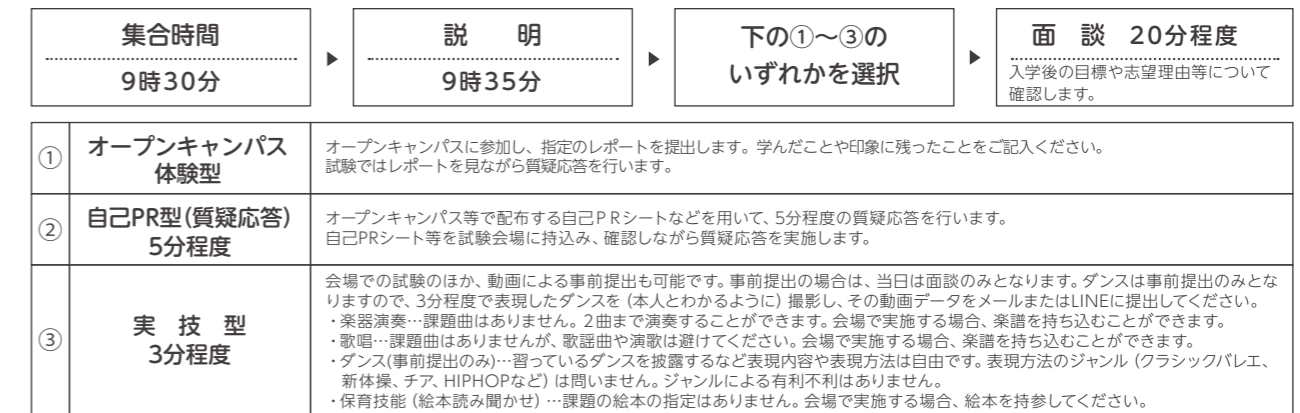 集合時間
9時30分
▶
説　明
9時35分
▶
下の①～③の
いずれかを選択
▶
面　談　20分程度
入学後の目標や志望理由等について
確認します。
①
オープンキャンパス
体験型
オープンキャンパスに参加し、指定のレポートを提出します。学んだことや印象に残ったことをご記入ください。
試験ではレポートを見ながら質疑応答を行います。
②
自己PR型(質疑応答)
5分程度
オープンキャンパス等で配布する自己ＰＲシートなどを用いて、5分程度の質疑応答を行います。
自己PRシート等を試験会場に持込み、確認しながら質疑応答を実施します。
③
実　技　型
3分程度
会場での試験のほか、動画による事前提出も可能です。事前提出の場合は、当日は面談のみとなります。ダンスは事前提出のみとな
りますので、3分程度で表現したダンスを（本人とわかるように）撮影し、その動画データをメールまたはLINEに提出してください。
・楽器演奏…課題曲はありません。2曲まで演奏することができます。会場で実施する場合、楽譜を持ち込むことができます。
・歌唱…課題曲はありませんが、歌謡曲や演歌は避けてください。会場で実施する場合、楽譜を持ち込むことができます。
・ダンス(事前提出のみ)…習っているダンスを披露するなど表現内容や表現方法は自由です。表現方法のジャンル（クラシックバレエ、
新体操、チア、HIPHOPなど）は問いません。ジャンルによる有利不利はありません。
・保育技能（絵本読み聞かせ）…課題の絵本の指定はありません。会場で実施する場合、絵本を持参してください。